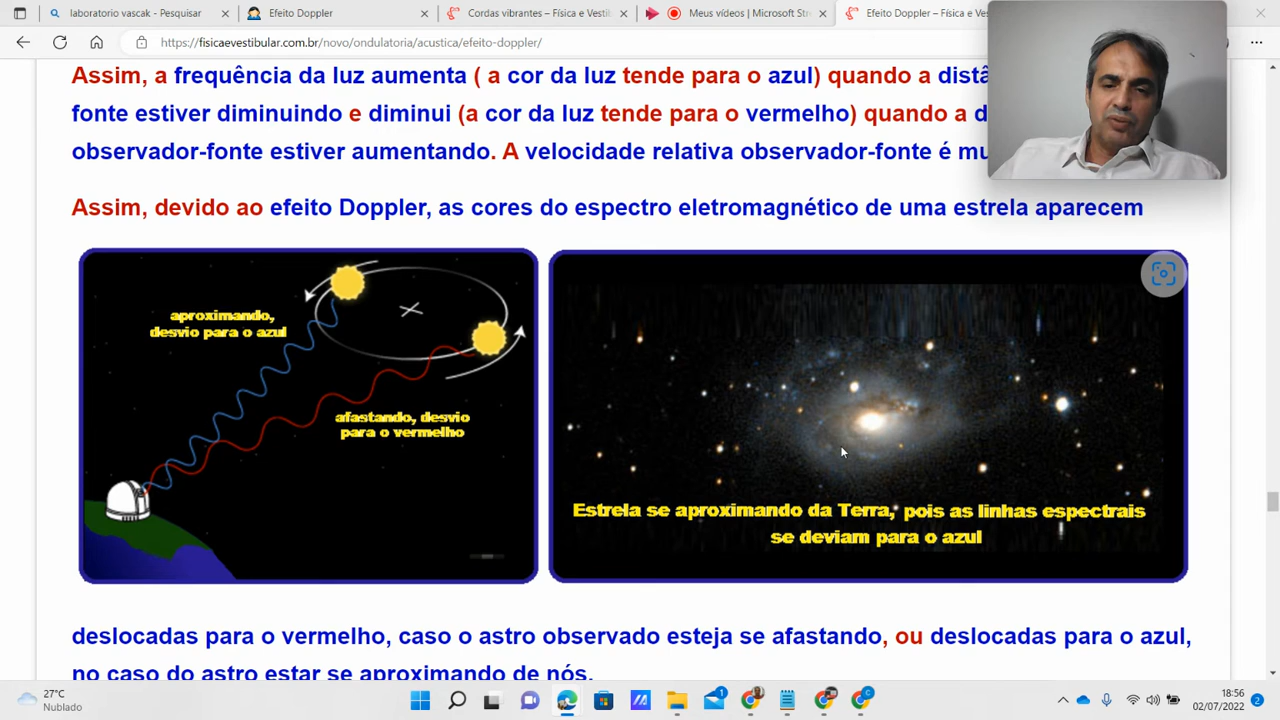 laboratorio vascak - Pesquisar
Efeito Doppler
Cordas vibrantes – Física e Vestib
Meus vídeos | Microsoft Str
Efeito Doppler – Física e Ves
https://fisicaevestibular.com.br/novo/ondulatoria/acustica/efeito-doppler/
Assim, a frequência da luz aumenta ( a cor da luz tende para o azul) quando a
fonte estiver diminuindo e diminui (a cor da luz tende para o vermelho) quando a
observador-fonte estiver aumentando. A velocidade relativa observador-fonte é
Assim, devido ao efeito Doppler, as cores do espectro eletromagnético de uma estrela aparecem
aproximando,
desvio para o azul
afastando, desvio
para o vermelho
Estrela se aproximando da Terra, pois as linhas espectrais
se deviam para o azul
deslocadas para o vermelho, caso o astro observado esteja se afastando, ou deslocadas para o azul,
no caso do astro estar se aproximando de nós.
27°C
Nublado
1
18:56
02/07/2022
2